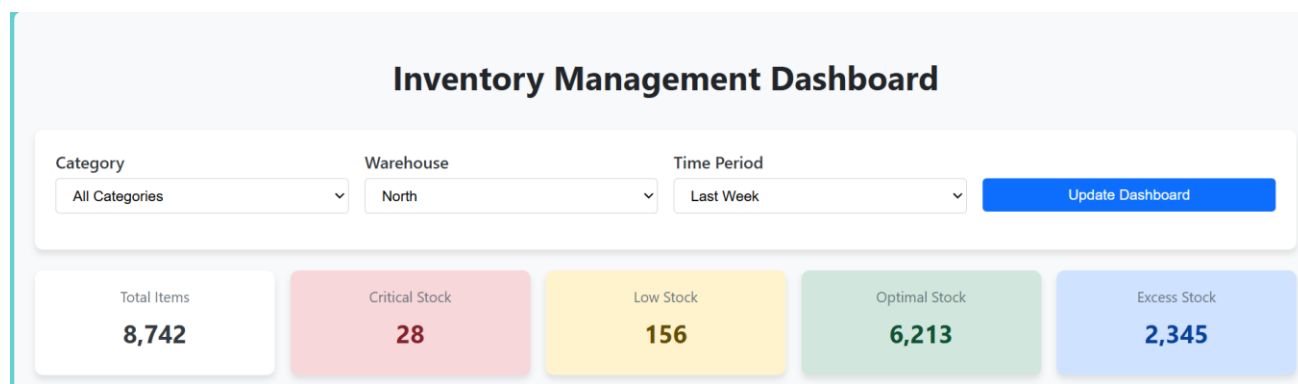 Inventory Management Dashboard
Category Warehouse Time Period
All Categories North Last Week Update Dashboard
Total Items Critical Stock Low Stock Optimal Stock Excess Stock
8,742 28 156 6,213 2,345